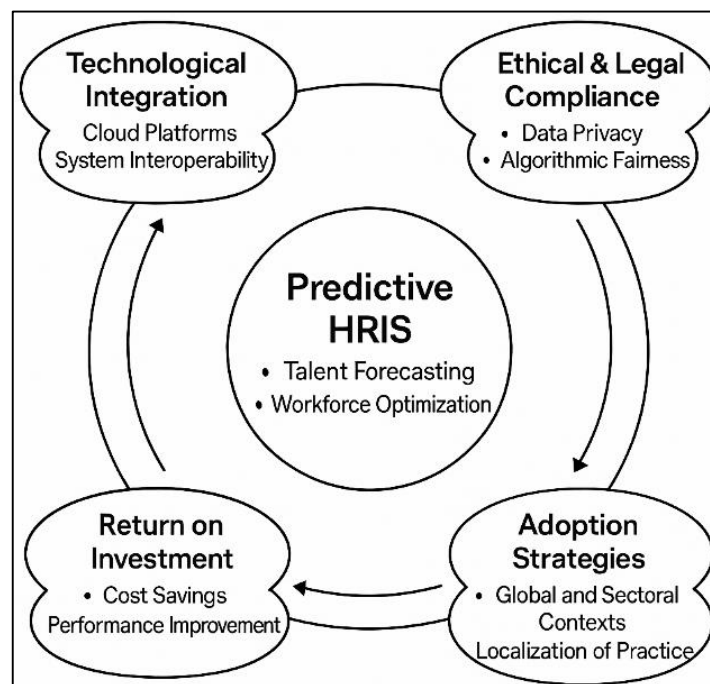 Technological
Integration
Cloud Platforms
System Interoperability
Ethical & Legal
Compliance
• Data Privacy
• Algorithmic Fairness
Predictive
HRIS
• Talent Forecasting
• Workforce Optimization
Return on
Investment
• Cost Savings
Performance Improvement
Adoption
Strategies
• Global and Sectoral
Contexts
Localization of Practice